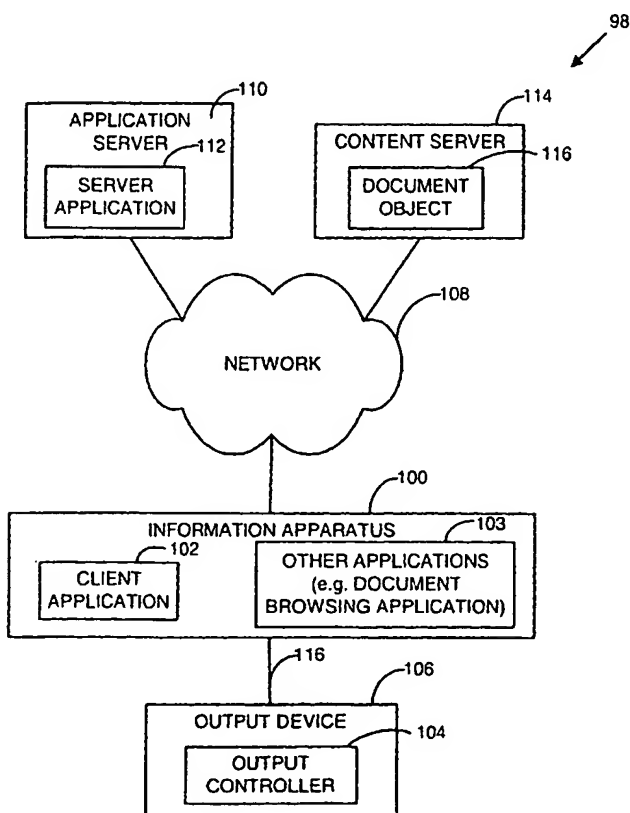 98
110
APPLICATION
SERVER
112
SERVER
APPLICATION
114
CONTENT SERVER
116
DOCUMENT
OBJECT
108
NETWORK
100
INFORMATION APPARATUS
102
CLIENT
APPLICATION
103
OTHER APPLICATIONS
(e.g. DOCUMENT
BROWSING APPLICATION)
116
106
OUTPUT DEVICE
104
OUTPUT
CONTROLLER